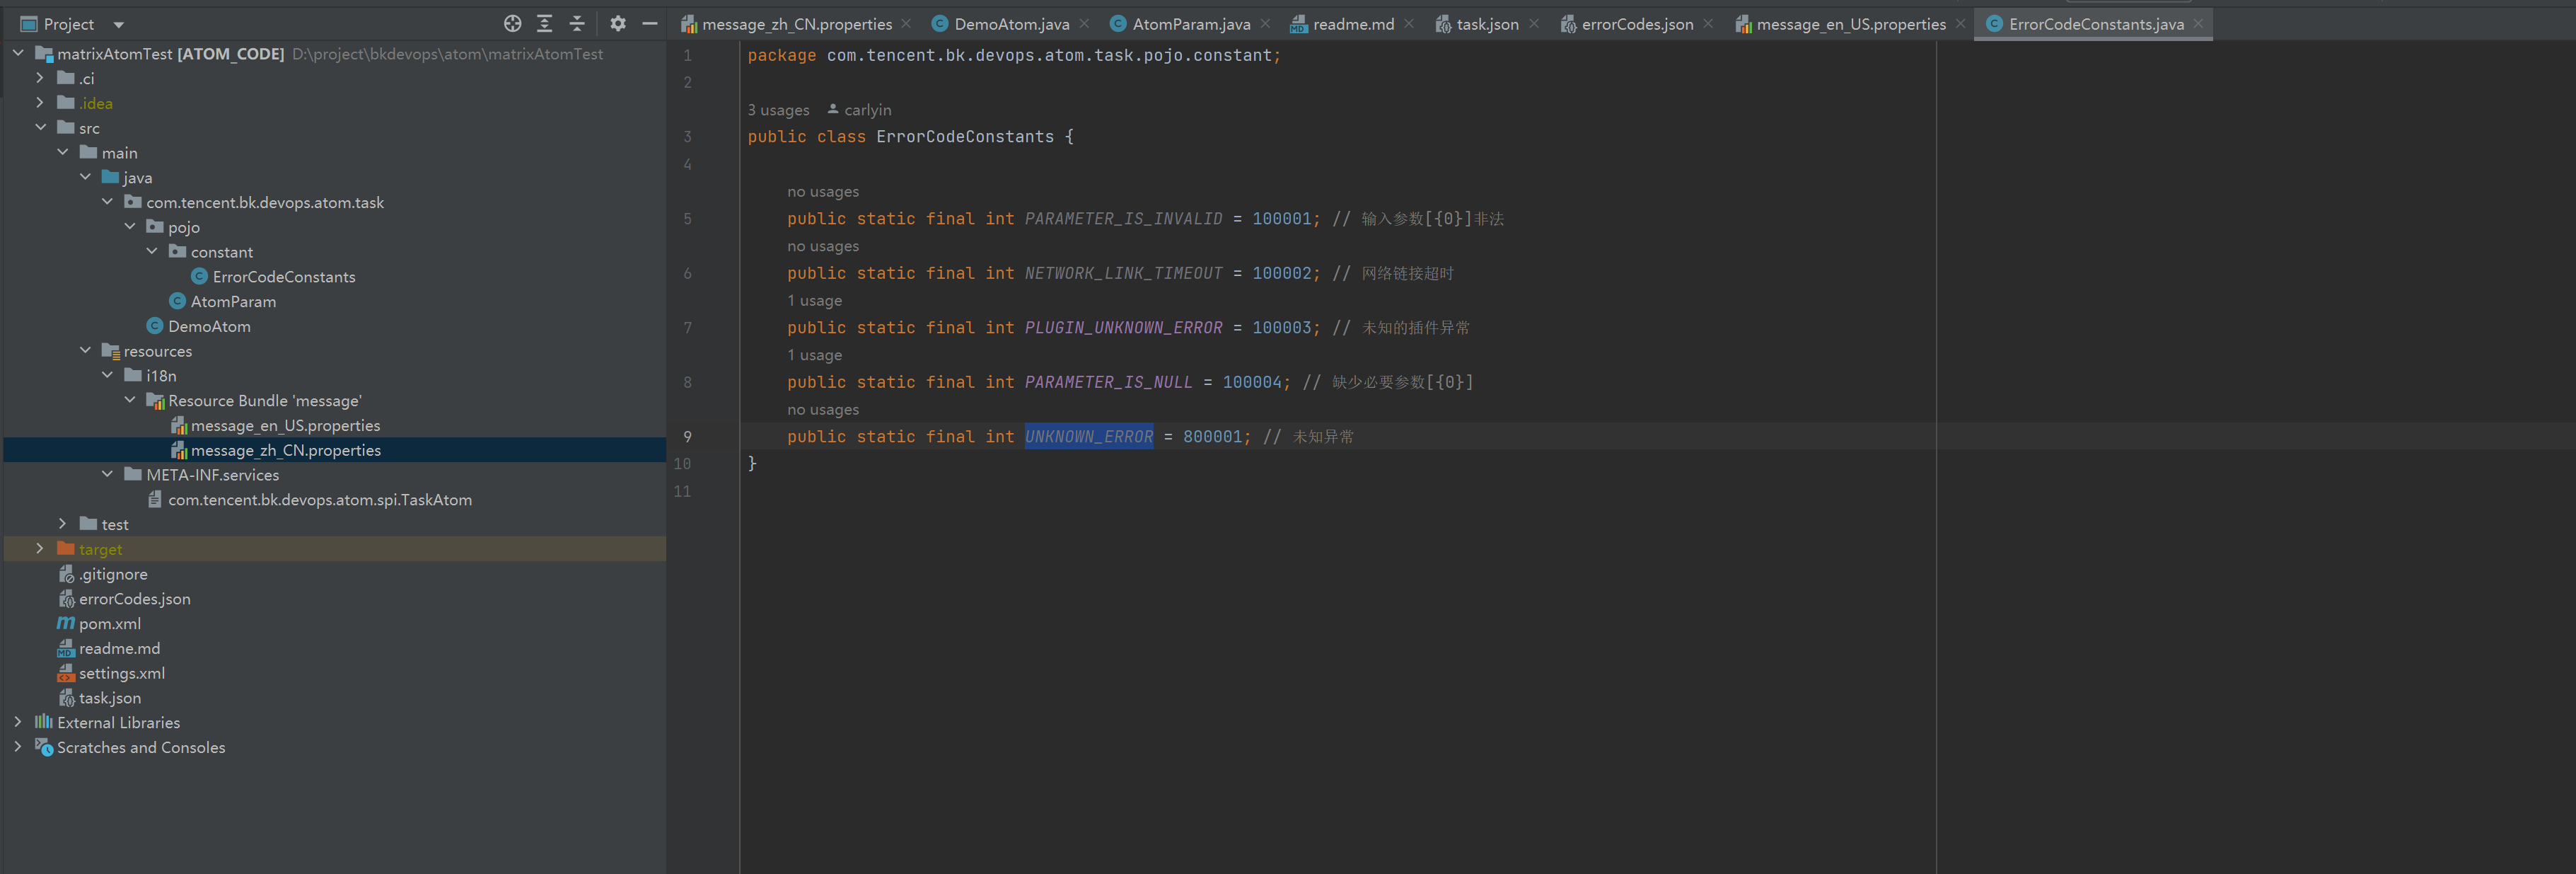 Project
matrixAtomTest [ATOM_CODE] D:\project\bkdevops\atom\matrixAtomTest
.ci
.idea
src
main
java
com.tencent.bk.devops.atom.task
pojo
constant
ErrorCodeConstants
AtomParam
DemoAtom
resources
i18n
Resource Bundle 'message'
message_en_US.properties
message_zh_CN.properties
META-INF.services
com.tencent.bk.devops.atom.spi.TaskAtom
test
target
.gitignore
errorCodes.json
pom.xml
readme.md
settings.xml
task.json
External Libraries
Scratches and Consoles
message_zh_CN.properties DemoAtom.java AtomParam.java readme.md task.json errorCodes.json message_en_US.properties ErrorCodeConstants.java
1 package com.tencent.bk.devops.atom.task.pojo.constant;
2
3 usages carlyin
3 public class ErrorCodeConstants {
4
no usages
5 public static final int PARAMETER_IS_INVALID = 100001; // 输入参数[{0}]非法
no usages
6 public static final int NETWORK_LINK_TIMEOUT = 100002; // 网络链接超时
1 usage
7 public static final int PLUGIN_UNKNOWN_ERROR = 100003; // 未知的插件异常
1 usage
8 public static final int PARAMETER_IS_NULL = 100004; // 缺少必要参数[{0}]
no usages
9 public static final int UNKNOWN_ERROR = 800001; // 未知异常
10 }
11